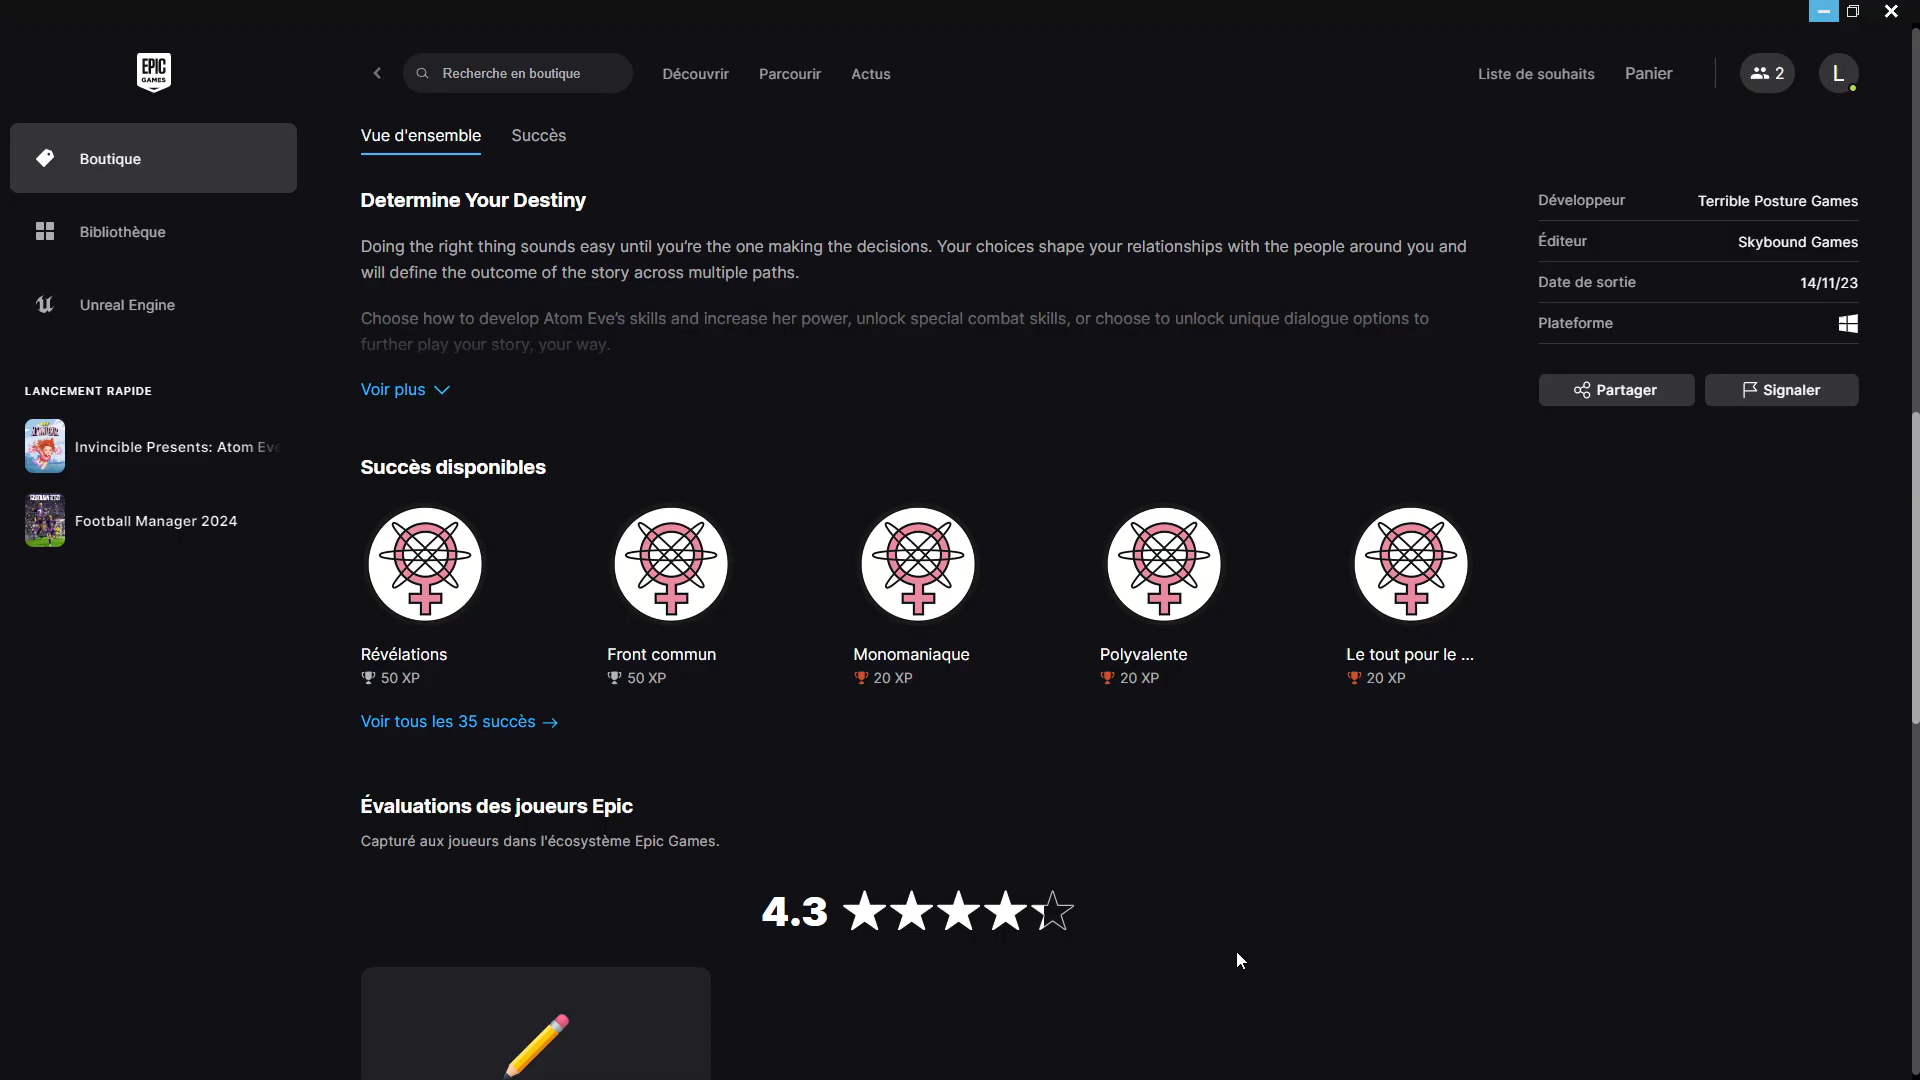 EPIC
GAMES
Recherche en boutique
Découvrir
Parcourir
Actus
Liste de souhaits
Panier
2
L
Boutique
Bibliothèque
Unreal Engine
LANCEMENT RAPIDE
Invincible Presents: Atom Eve
Football Manager 2024
Vue d'ensemble
Succès
Determine Your Destiny
Doing the right thing sounds easy until you're the one making the decisions. Your choices shape your relationships with the people around you and
will define the outcome of the story across multiple paths.
Choose how to develop Atom Eve's skills and increase her power, unlock special combat skills, or choose to unlock unique dialogue options to
further play your story, your way.
Voir plus
Développeur Terrible Posture Games
Éditeur Skybound Games
Date de sortie 14/11/23
Plateforme
Partager
Signaler
Succès disponibles
Révélations
50 XP
Front commun
50 XP
Monomaniaque
20 XP
Polyvalente
20 XP
Le tout pour le ...
20 XP
Voir tous les 35 succès →
Évaluations des joueurs Epic
Capturé aux joueurs dans l'écosystème Epic Games.
4.3